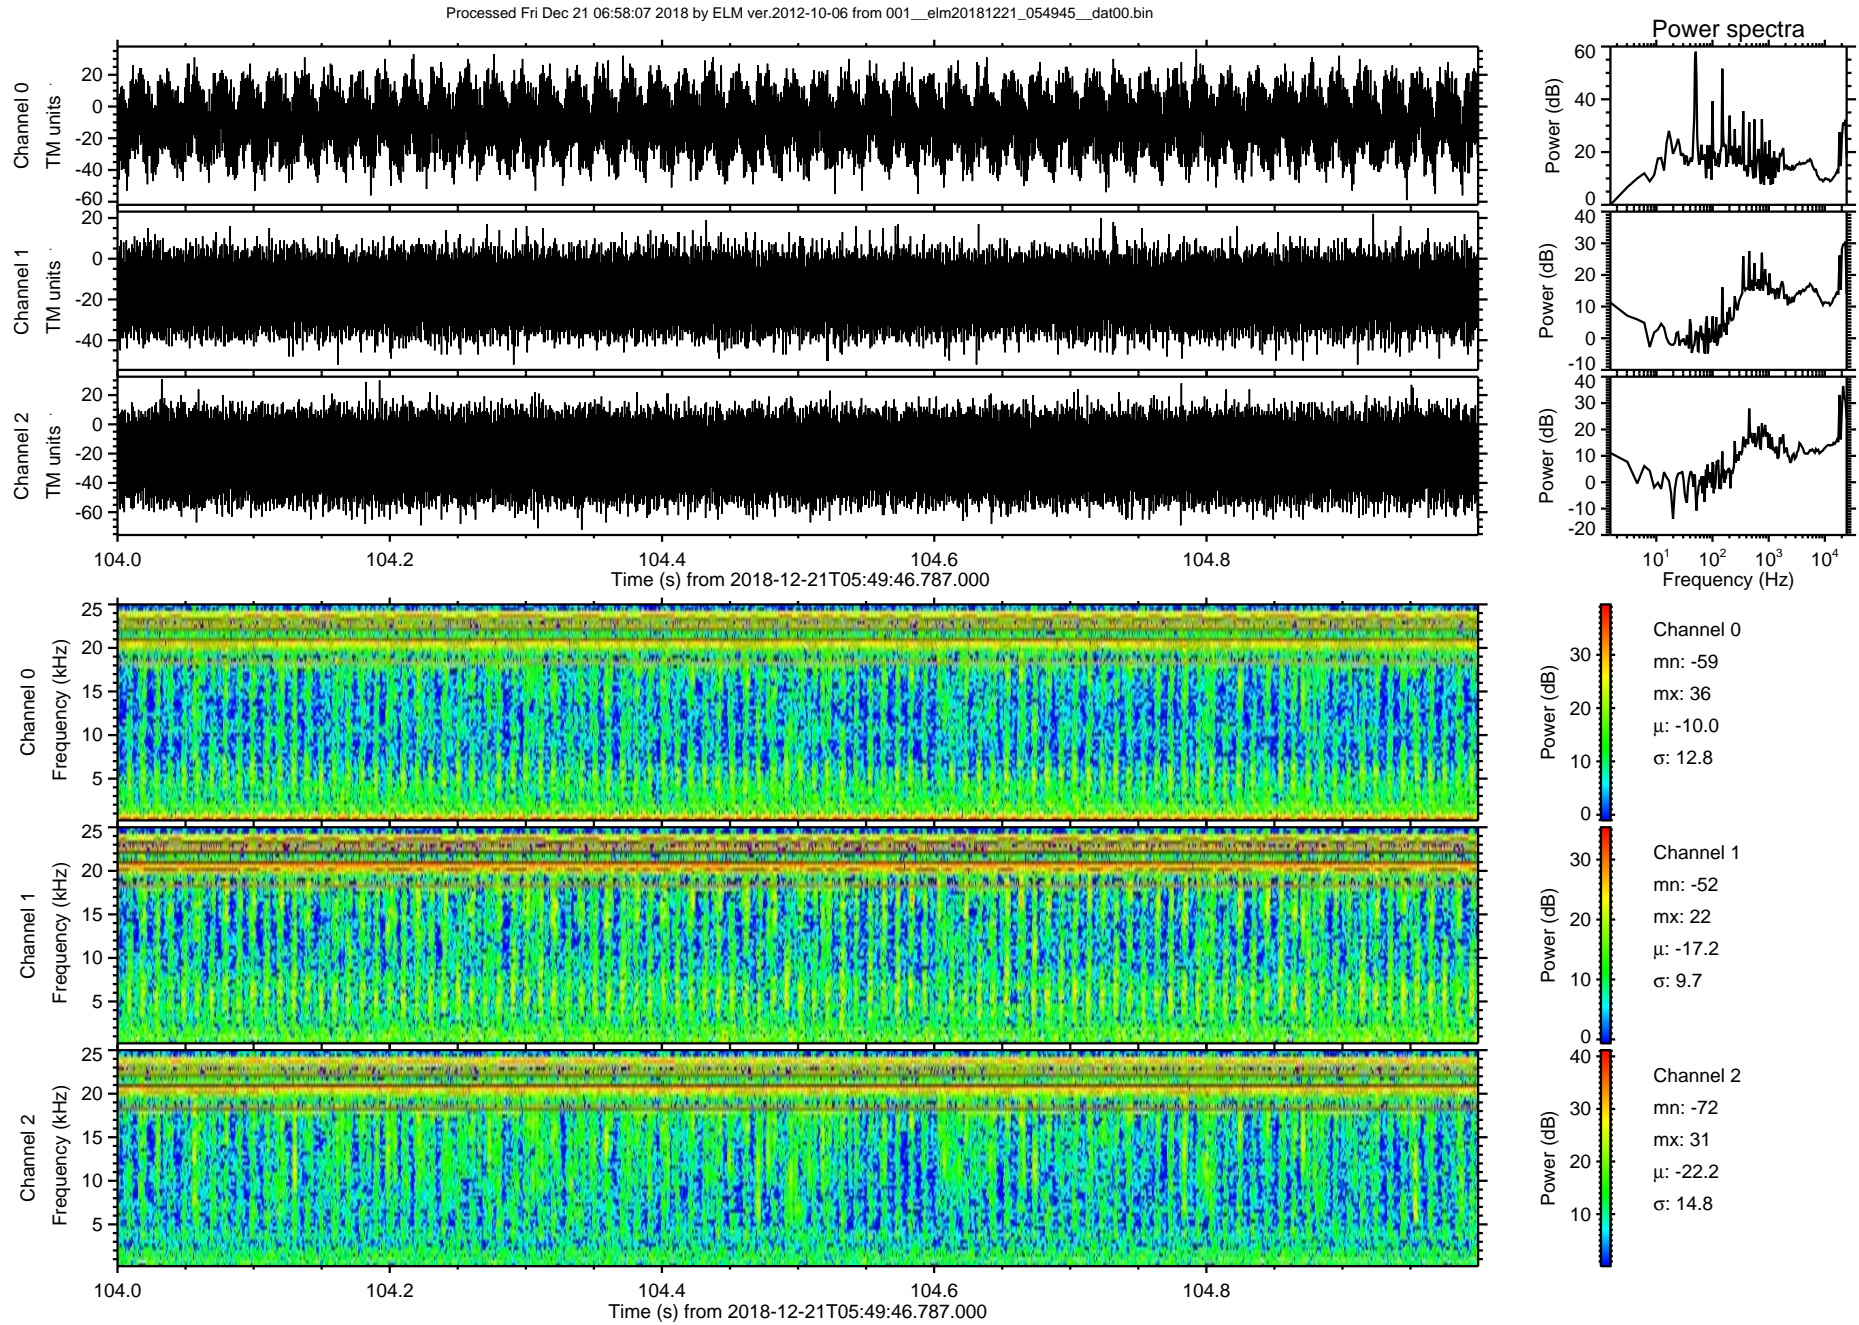 Processed Fri Dec 21 06:58:07 2018 by ELM ver.2012-10-06 from 001__elm20181221_054945__dat00.bin
Power spectra
Channel 0
TM units
20
0
-20
-40
-60
Power (dB)
60
40
20
0
Channel 1
TM units
20
0
-20
-40
Power (dB)
40
30
20
10
0
-10
Channel 2
TM units
20
0
-20
-40
-60
Power (dB)
40
30
20
10
0
-10
-20
104.0 104.2 104.4 104.6 104.8
Time (s) from 2018-12-21T05:49:46.787.000
10^1 10^2 10^3 10^4
Frequency (Hz)
Channel 0
Frequency (kHz)
25
20
15
10
5
Power (dB)
30
20
10
0
Channel 0
mn: -59
mx: 36
μ: -10.0
σ: 12.8
Channel 1
Frequency (kHz)
25
20
15
10
5
Power (dB)
30
20
10
0
Channel 1
mn: -52
mx: 22
μ: -17.2
σ: 9.7
Channel 2
Frequency (kHz)
25
20
15
10
5
Power (dB)
40
30
20
10
Channel 2
mn: -72
mx: 31
μ: -22.2
σ: 14.8
104.0 104.2 104.4 104.6 104.8
Time (s) from 2018-12-21T05:49:46.787.000